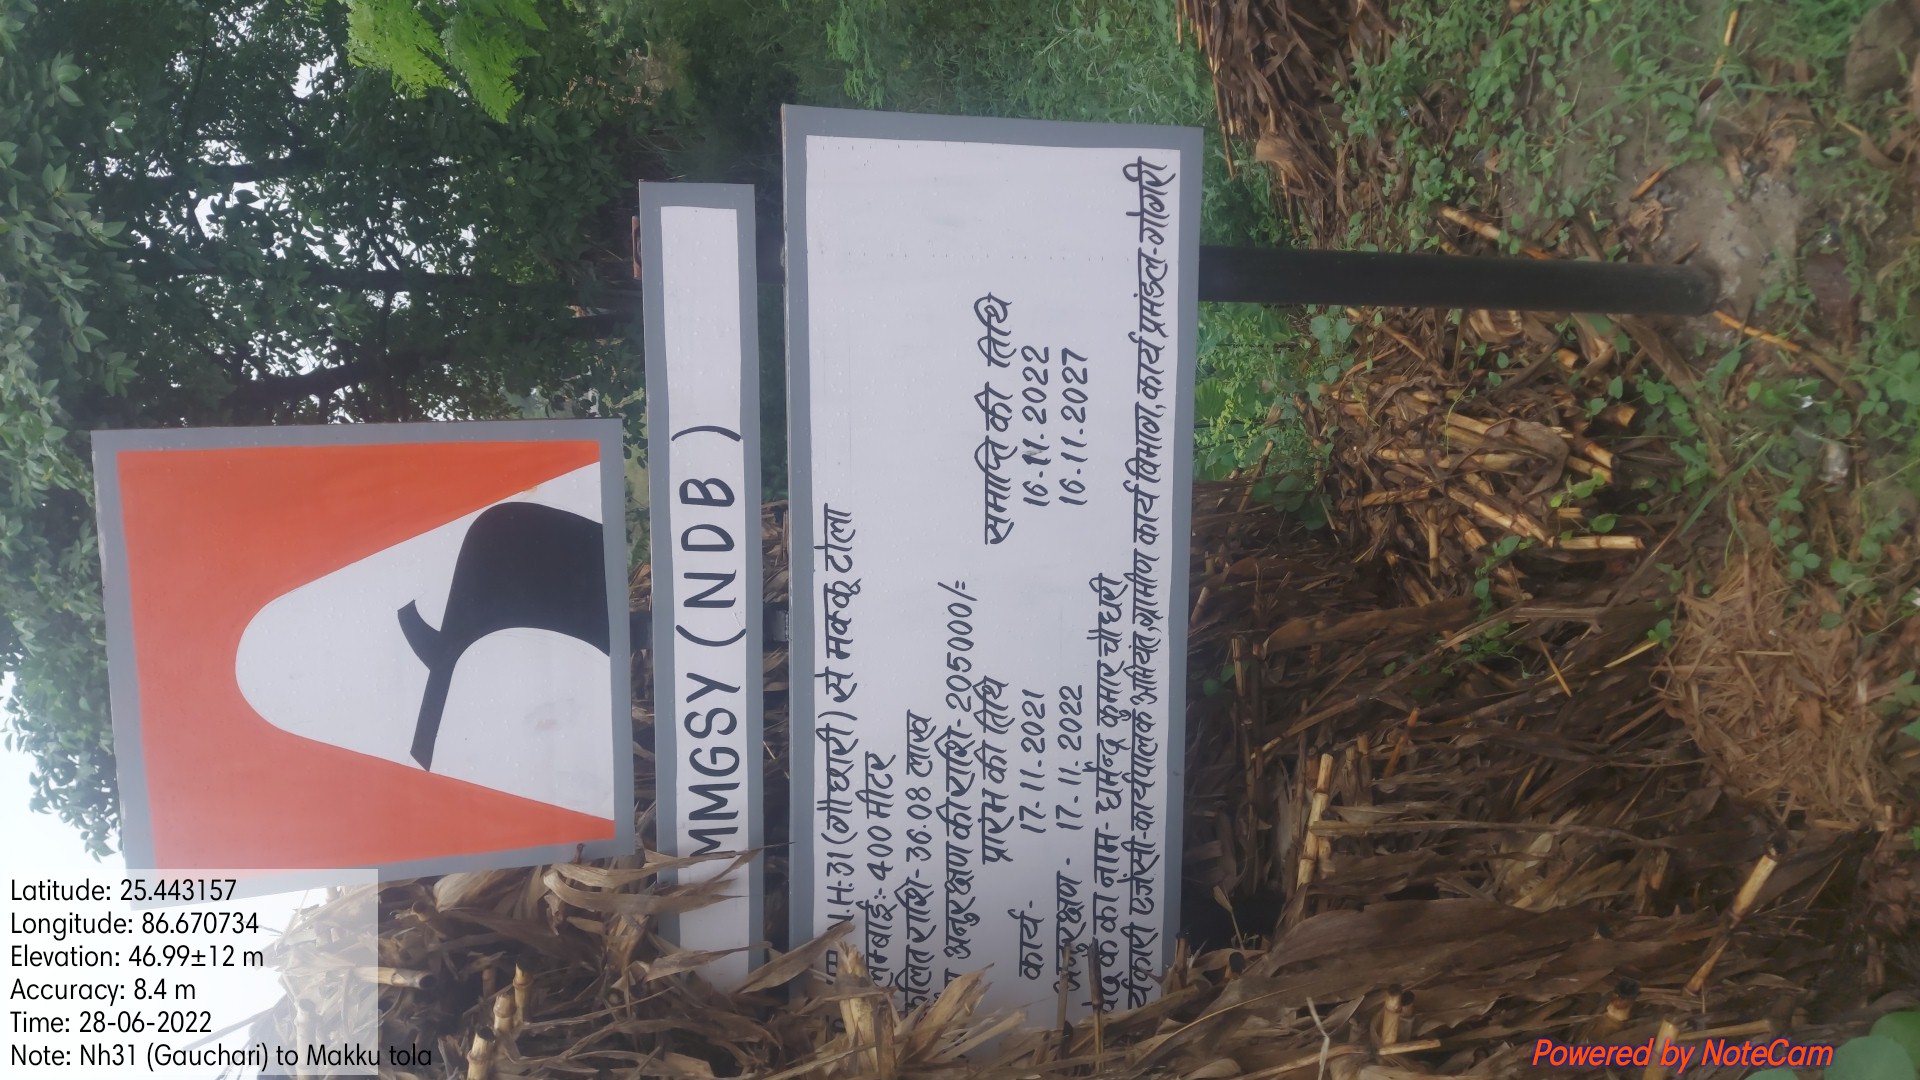 MMGSY (NDB)
N.H:31 (गौछारी) से मक्कू टोला
लम्बाई:- 400 मीटर
राशि- 36.08 लाख
अनुरक्षण की राशि- 205000/=
प्रारंभ की तिथि समाप्ति की तिथि
कार्य - 17.11.2021 16.11.2022
अनुरक्षण - 17.11.2022 16.11.2027
का नाम- धर्मेन्द्र कुमार चौधरी
एजेंसी-कार्यपालक अभियंता, ग्रामीण कार्य विभाग, कार्य प्रमंडल-गोगरी
Latitude: 25.443157
Longitude: 86.670734
Elevation: 46.99±12 m
Accuracy: 8.4 m
Time: 28-06-2022
Note: Nh31 (Gauchari) to Makku tola
Powered by NoteCam